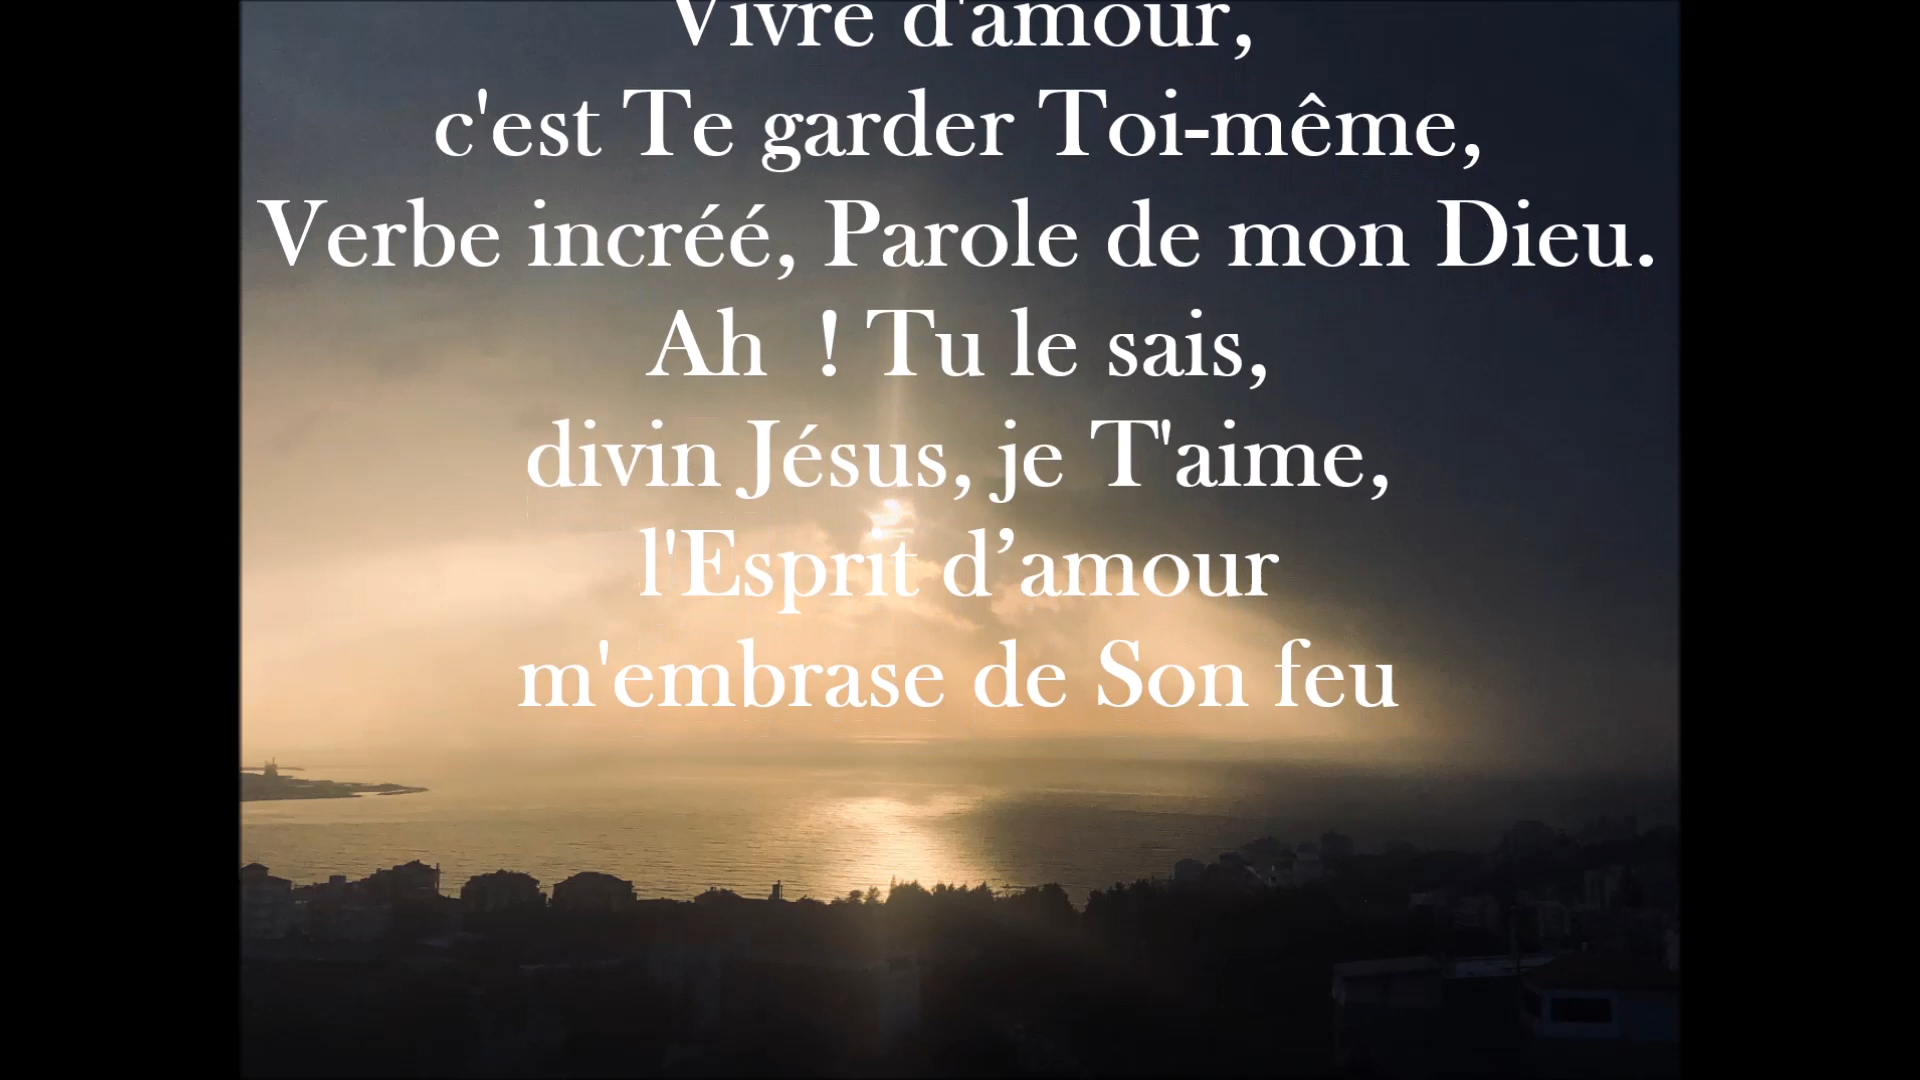 Vivre d'amour,
c'est Te garder Toi-même,
Verbe incréé, Parole de mon Dieu.
Ah  ! Tu le sais,
divin Jésus, je T'aime,
l'Esprit d’amour
m'embrase de Son feu